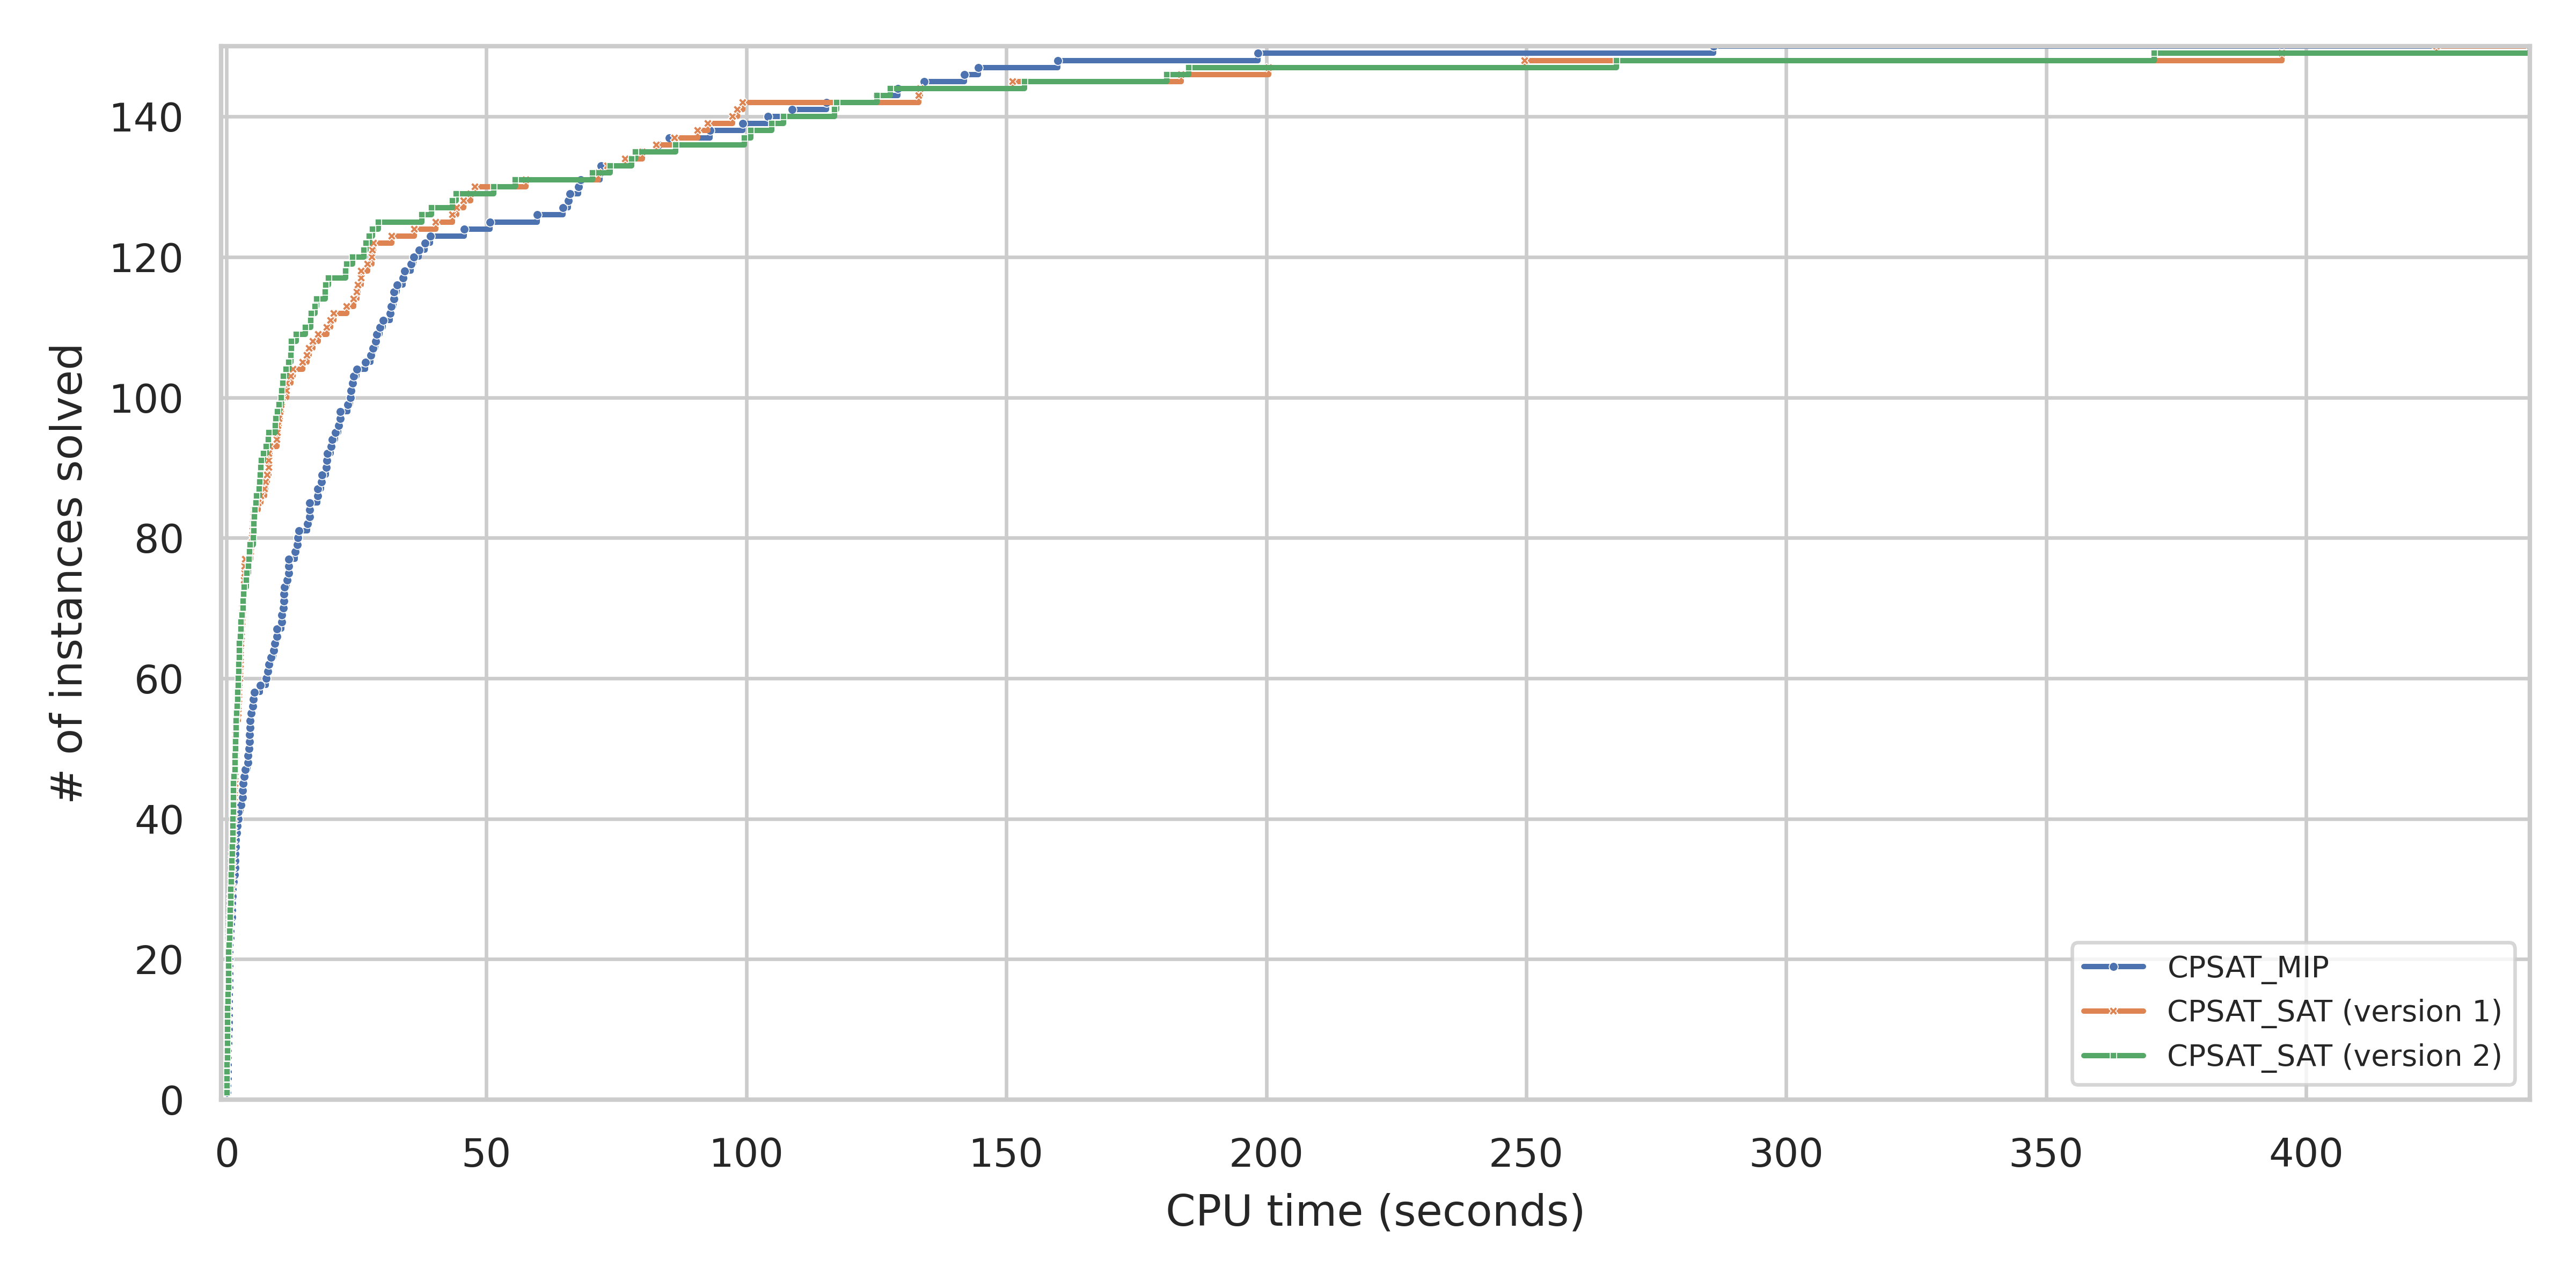 140
120
100
80
60
40
20
0
# of instances solved
0 50 100 150 200 250 300 350 400
CPU time (seconds)
CPSAT_MIP
CPSAT_SAT (version 1)
CPSAT_SAT (version 2)